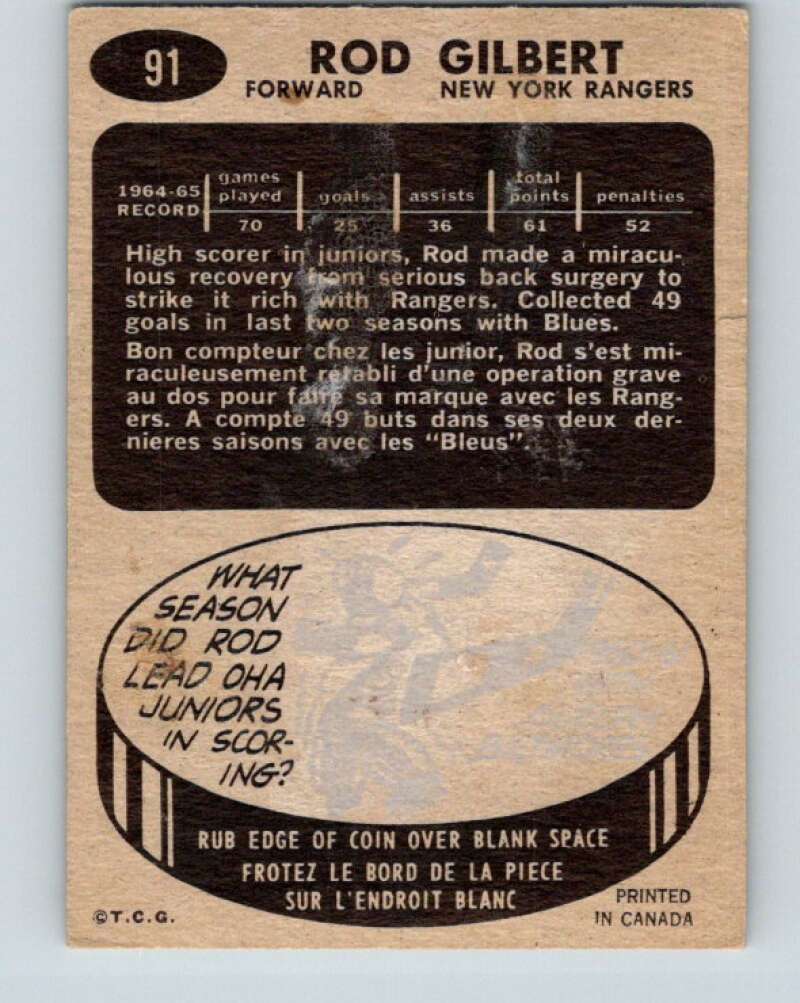 91
ROD GILBERT
FORWARD NEW YORK RANGERS
1964-65 RECORD games played goals assists total points penalties
70 25 36 61 52
High scorer in juniors, Rod made a miracu-
lous recovery from serious back surgery to
strike it rich with Rangers. Collected 49
goals in last two seasons with Blues.
Bon compteur chez les junior, Rod s'est mi-
raculeusement retabli d'une operation grave
au dos pour faire sa marque avec les Rang-
ers. A compte 49 buts dans ses deux der-
nieres saisons avec les "Bleus".
WHAT
SEASON
DID ROD
LEAD OHA
JUNIORS
IN SCOR-
ING?
RUB EDGE OF COIN OVER BLANK SPACE
FROTEZ LE BORD DE LA PIECE
SUR L'ENDROIT BLANC
©T.C.G.
PRINTED
IN CANADA